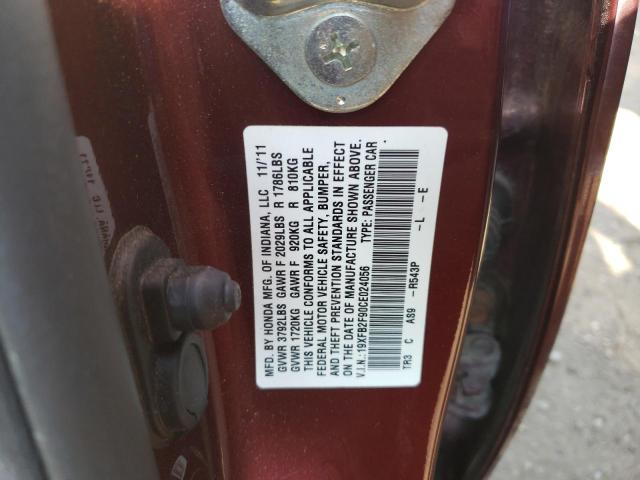 MFD. BY HONDA MFG. OF INDIANA, LLC 11/'11
GVWR 3792LBS GAWR F 2029LBS R 1786LBS
GVWR 1720KG GAWR F 920KG R 810KG
THIS VEHICLE CONFORMS TO ALL APPLICABLE
FEDERAL MOTOR VEHICLE SAFETY, BUMPER,
AND THEFT PREVENTION STANDARDS IN EFFECT
ON THE DATE OF MANUFACTURE SHOWN ABOVE.
V.I.N.:19XFB2F90CE024056 TYPE: PASSENGER CAR
TR3 C AS9 -R543P -L -E